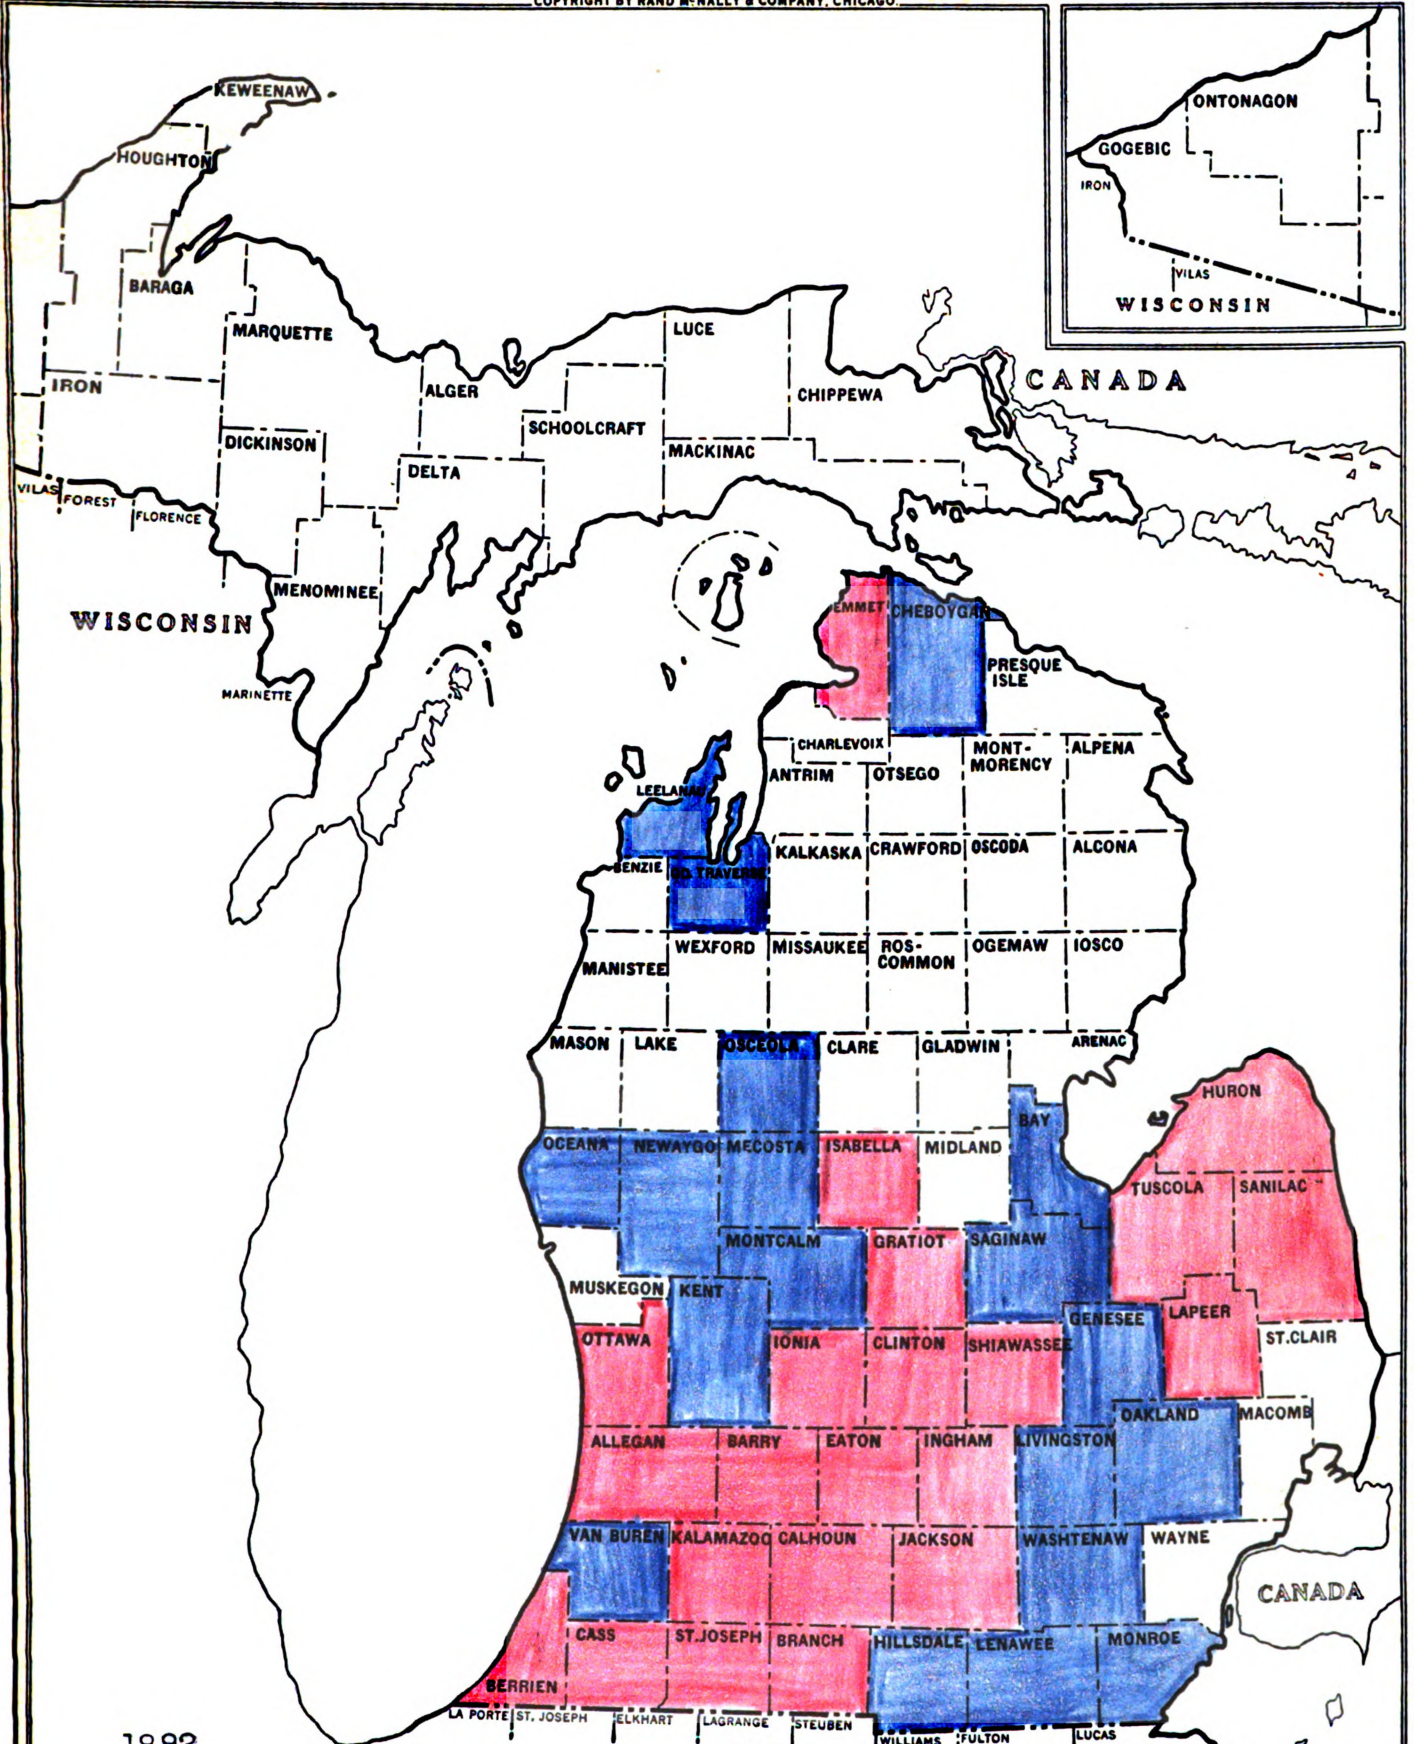 COPYRIGHT BY RAND MCNALLY & COMPANY, CHICAGO.
KEWEENAW
HOUGHTON
ONTONAGON
GOGEBIC
IRON
VILAS
WISCONSIN
BARAGA
MARQUETTE
LUCE
IRON
ALGER
CHIPPEWA
CANADA
SCHOOLCRAFT
DICKINSON
MACKINAC
DELTA
VILAS
FOREST
FLORENCE
MENOMINEE
WISCONSIN
MARINETTE
EMMET
CHEBOYGAN
PRESQUE
ISLE
CHARLEVOIX
MONT-
MORENCY
ALPENA
ANTRIM
OTSEGO
LEELANAU
KALKASKA
CRAWFORD
OSCODA
ALCONA
BENZIE
GD. TRAVERSE
WEXFORD
MISSAUKEE
ROS-
COMMON
OGEMAW
IOSCO
MANISTEE
MASON
LAKE
OSCEOLA
CLARE
GLADWIN
ARENAC
HURON
BAY
OCEANA
NEWAYGO
MECOSTA
ISABELLA
MIDLAND
TUSCOLA
SANILAC
MONTCALM
GRATIOT
SAGINAW
MUSKEGON
KENT
GENESEE
LAPEER
OTTAWA
IONIA
CLINTON
SHIAWASSEE
ST.CLAIR
OAKLAND
MACOMB
ALLEGAN
BARRY
EATON
INGHAM
LIVINGSTON
VAN BUREN
KALAMAZOO
CALHOUN
JACKSON
WASHTENAW
WAYNE
CANADA
CASS
ST.JOSEPH
BRANCH
HILLSDALE
LENAWEE
MONROE
BERRIEN
LA PORTE
ST. JOSEPH
ELKHART
LAGRANGE
STEUBEN
WILLIAMS
FULTON
LUCAS